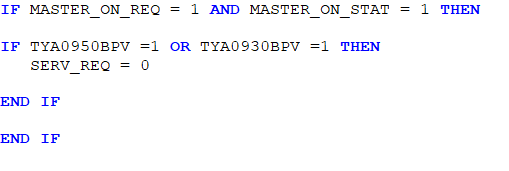 IF MASTER_ON_REQ = 1 AND MASTER_ON_STAT = 1 THEN
IF TYA0950BPV =1 OR TYA0930BPV =1 THEN
SERV_REQ = 0
END IF
END IF